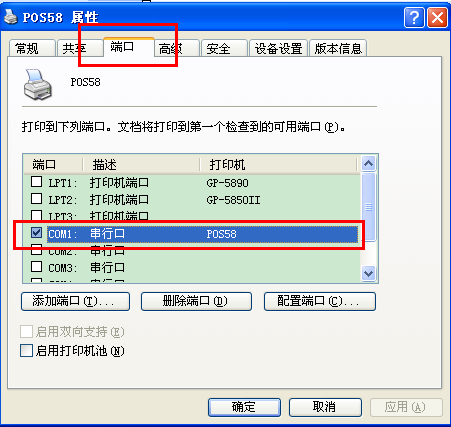 POS58 属性
常规 共享 端口 高级 安全 设备设置 版本信息
POS58
打印到下列端口。文档将打印到第一个检查到的可用端口(P)。
端口 描述 打印机
LPT1: 打印机端口 GP-5890
LPT2: 打印机端口 GP-5850II
LPT3: 打印机端口
COM1: 串行口 POS58
COM2: 串行口
COM3: 串行口
COM4: 串行口
添加端口(T)... 删除端口(D) 配置端口(C)...
启用双向支持(E)
启用打印机池(N)
确定 取消 应用(A)